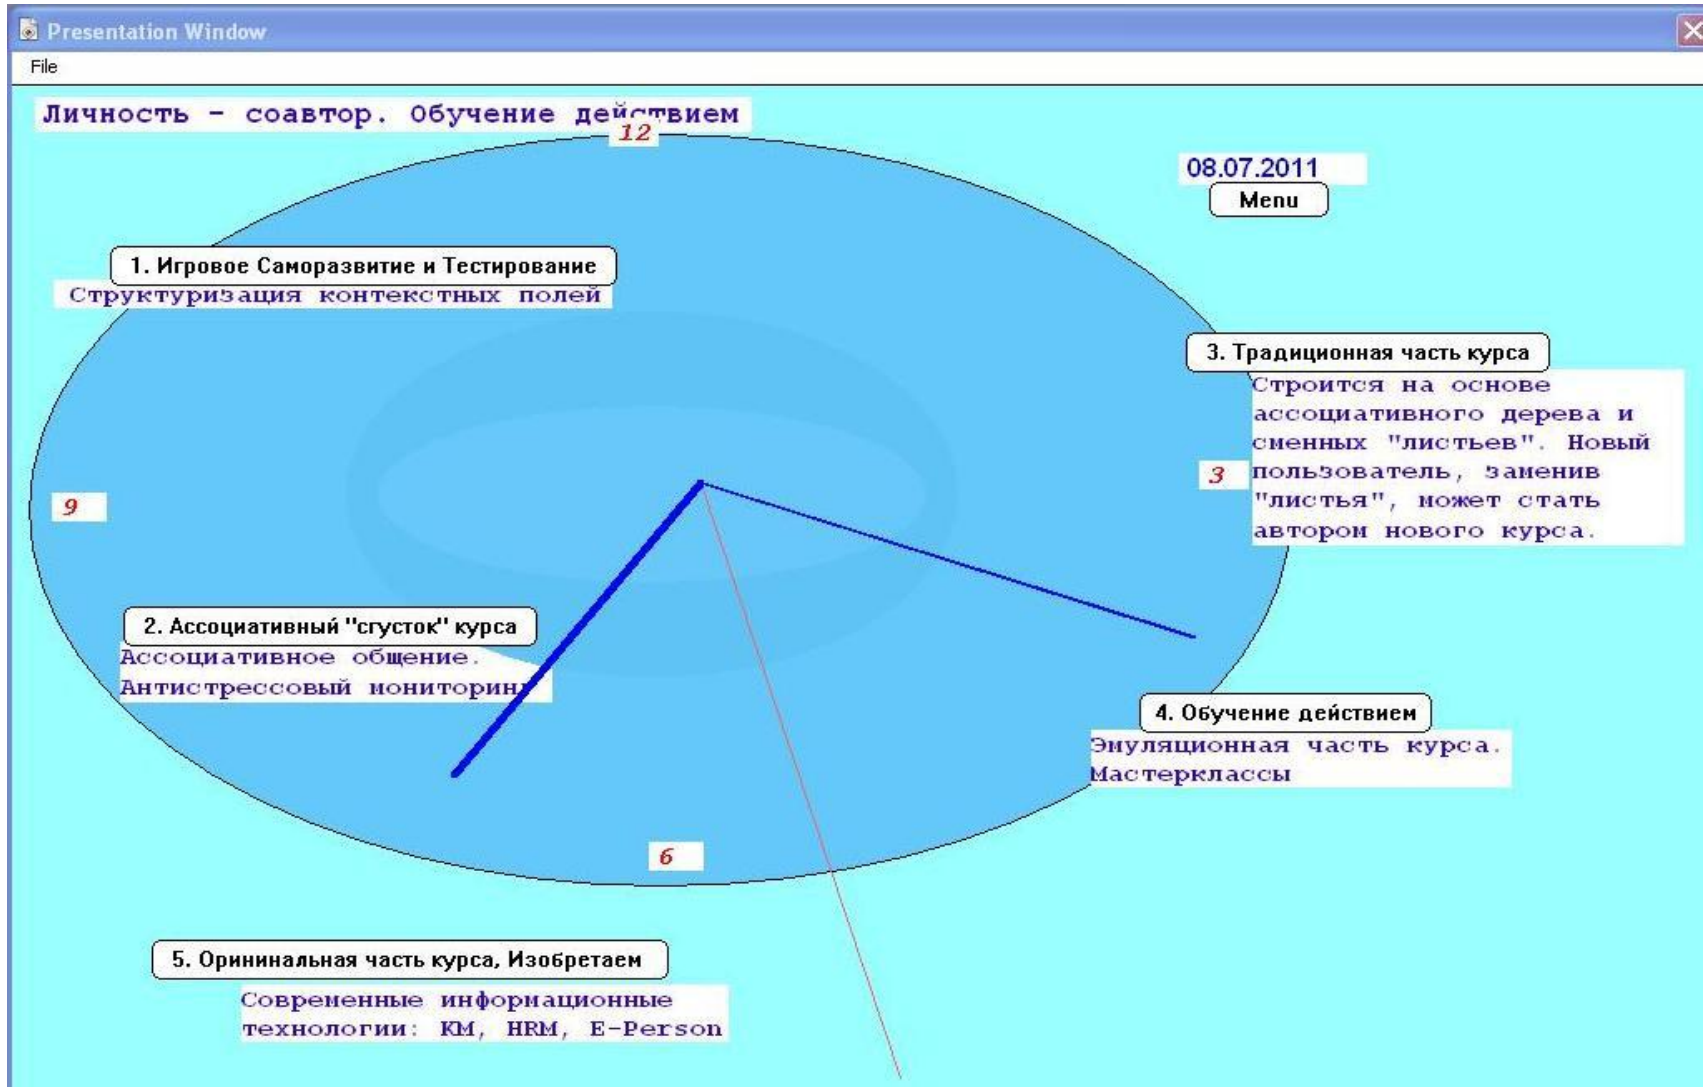 Presentation Window
File
Личность - соавтор. Обучение действием
12
08.07.2011
Menu
1. Игровое Саморазвитие и Тестирование
Структуризация контекстных полей
3. Традиционная часть курса
Строится на основе
ассоциативного дерева и
сменных "листьев". Новый
пользователь, заменив
"листья", может стать
автором нового курса.
3
9
2. Ассоциативный "сгусток" курса
Ассоциативное общение.
Антистрессовый мониторинг
4. Обучение действием
Эмуляционная часть курса.
Мастерклассы
6
5. Орининальная часть курса, Изобретаем
Современные информационные
технологии: KM, HRM, E-Person